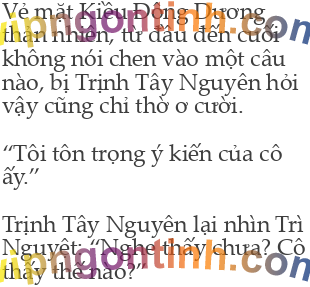 Vẻ mặt Kiều Đông Dương
thản nhiên, từ đầu đến cuối
không nói chen vào một câu
nào, bị Trịnh Tây Nguyên hỏi
vậy cũng chỉ thờ ơ cười.
“Tôi tôn trọng ý kiến của cô
ấy.”
Trịnh Tây Nguyên lại nhìn Trì
Nguyệt: “Nghe thấy chưa? Cô
thấy thế nào?”